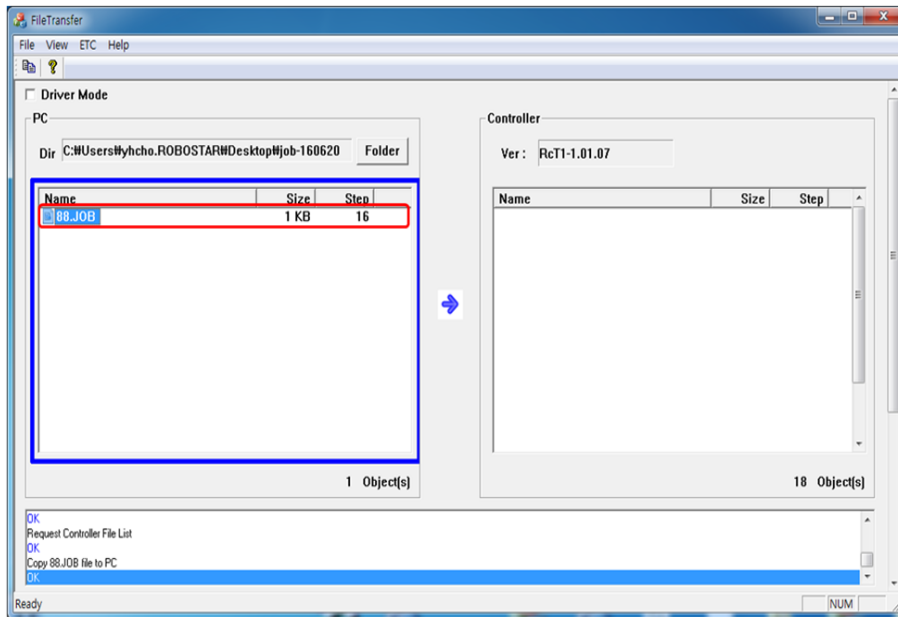 FileTransfer
File View ETC Help
Driver Mode
PC
Dir C:₩Users₩yhcho.ROBOSTAR₩Desktop₩job-160620 Folder
Name Size Step
88.JOB 1 KB 16
1 Object(s)
Controller
Ver : RcT1-1.01.07
Name Size Step
18 Object(s)
OK
Request Controller File List
OK
Copy 88.JOB file to PC
OK
Ready NUM